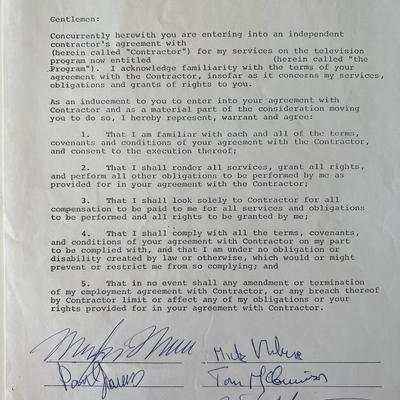 Gentlemen:
Concurrently herewith you are entering into an independent
contractor's agreement with
(herein called "Contractor") for my services on the television
program now entitled (herein called "the
Program"). I acknowledge familiarity with the terms of your
agreement with the Contractor, insofar as it concerns my services,
obligations and grants of rights to you.
As an inducement to you to enter into your agreement with
Contractor and as a material part of the consideration moving
you to do so, I hereby represent, warrant and agree:
1. That I am familiar with each and all of the terms,
covenants and conditions of your agreement with the Contractor,
and consent to the execution thereof;
2. That I shall render all services, grant all rights,
and perform all other obligations to be performed by me as
provided for in your agreement with the Contractor;
3. That I shall look solely to Contractor for all
compensation to be paid to me for all services and obligations
to be performed and all rights to be granted by me;
4. That I shall comply with all the terms, covenants,
and conditions of your agreement with Contractor on my part
to be complied with, and that I am under no obligation or
disability created by law or otherwise, which would or might
prevent or restrict me from so complying; and
5. That in no event shall any amendment or termination
of my employment agreement with Contractor, or any breach thereof
by Contractor limit or affect any of my obligations or your
rights provided for in your agreement with Contractor.
Mick
Paul
Tom